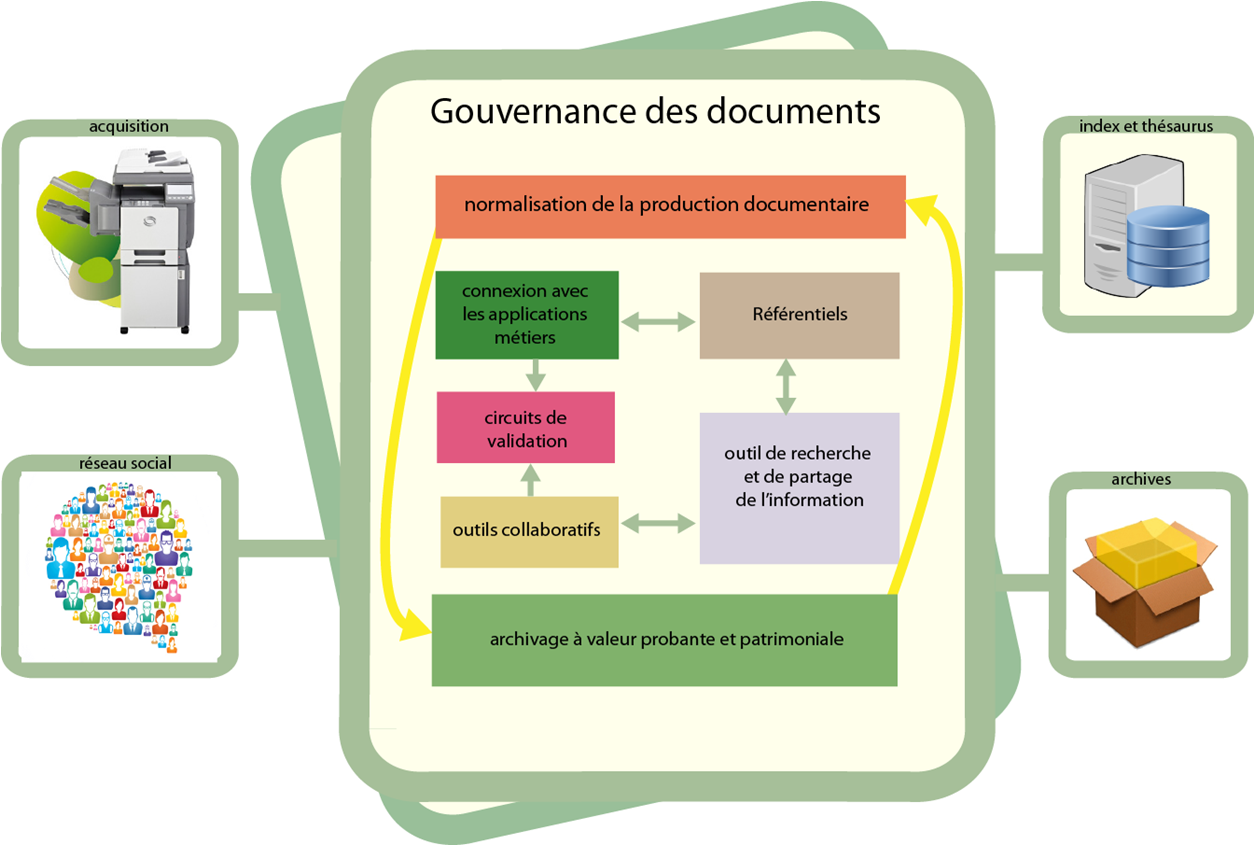 Gouvernance des documents
acquisition
index et thésaurus
normalisation de la production documentaire
connexion avec
les applications
métiers
Référentiels
circuits de
validation
réseau social
outil de recherche
et de partage
de l'information
archives
outils collaboratifs
archivage à valeur probante et patrimoniale